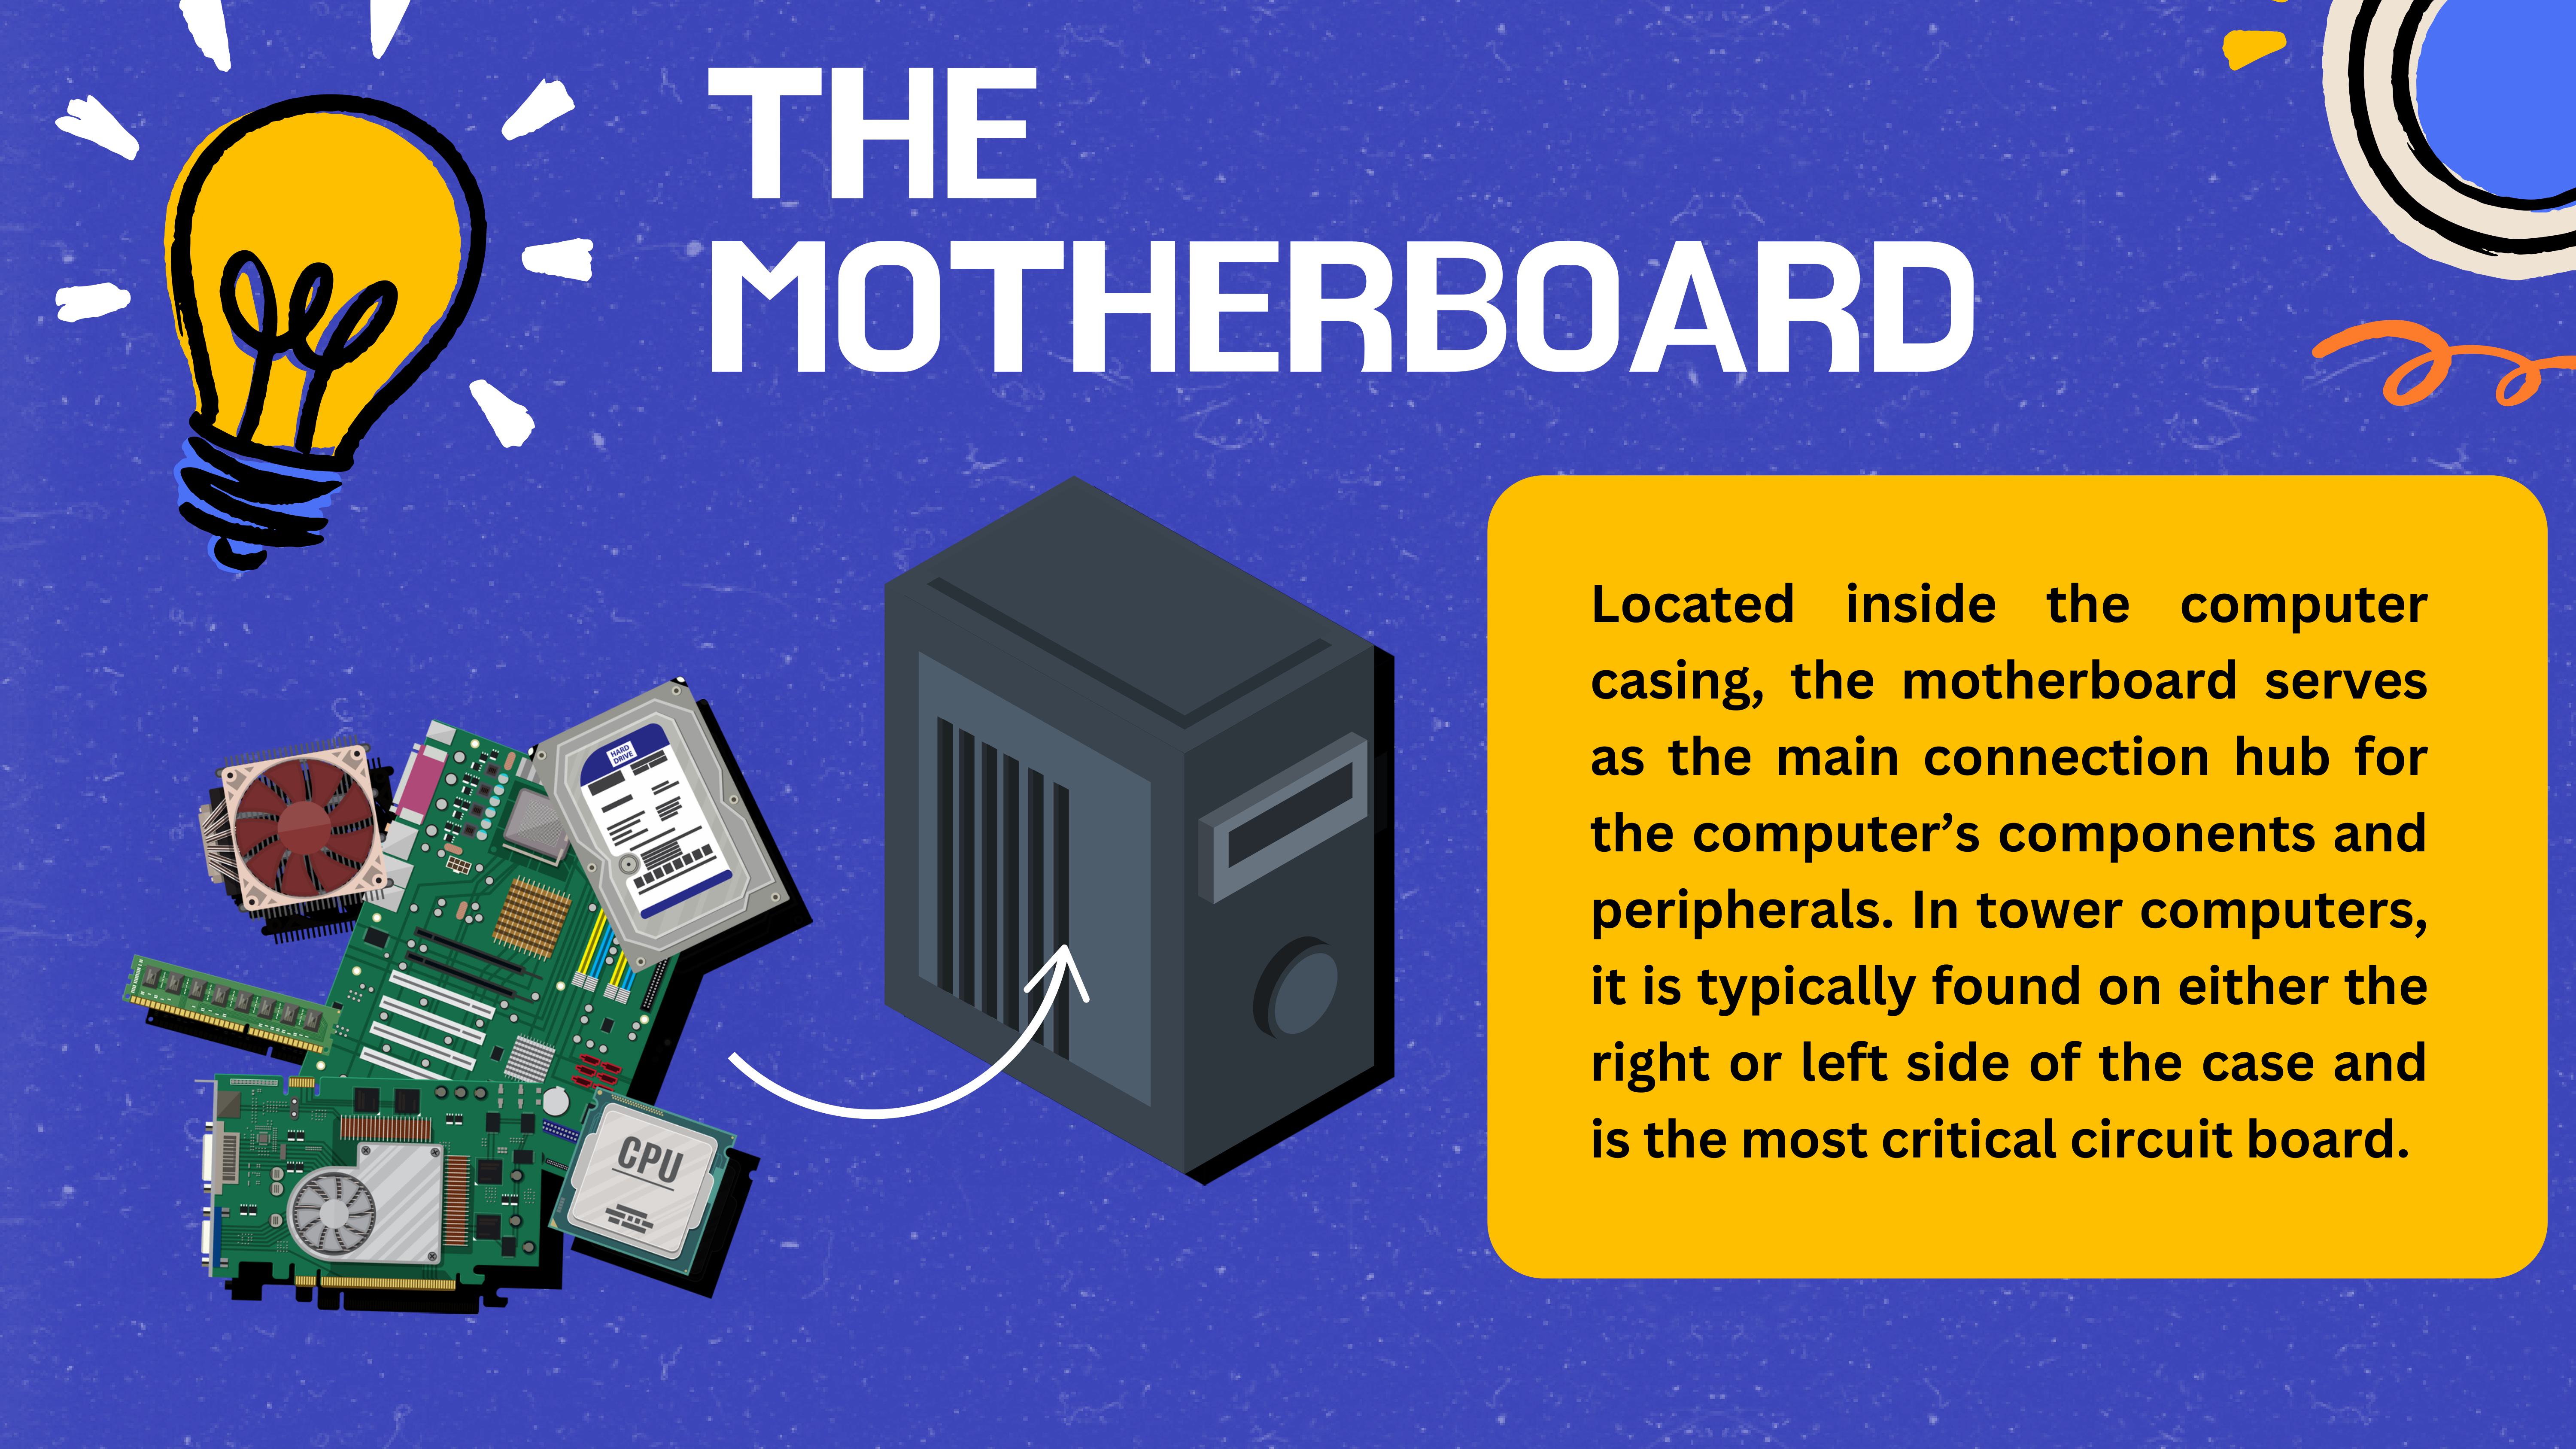 THE
MOTHERBOARD
HARD
DRIVE
CPU
Located inside the computer
casing, the motherboard serves
as the main connection hub for
the computer’s components and
peripherals. In tower computers,
it is typically found on either the
right or left side of the case and
is the most critical circuit board.